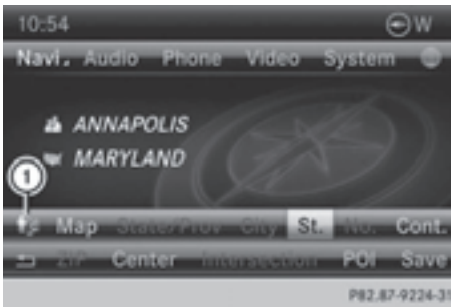 10:54 W
Navi. Audio Phone Video System
ANNAPOLIS
MARYLAND
1
Map State/Prov City St. No. Cont.
ZIP Center Intersection POI Save
P82.87-9224-31